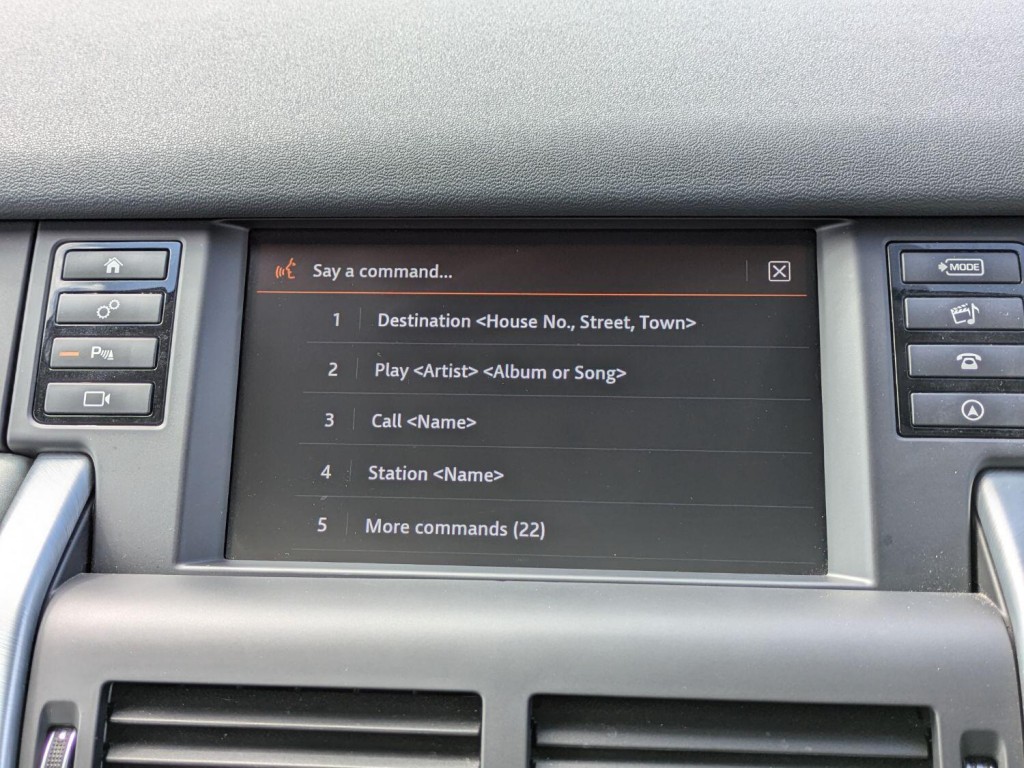 Say a command...
1 Destination <House No., Street, Town>
2 Play <Artist> <Album or Song>
3 Call <Name>
4 Station <Name>
5 More commands (22)
P
MODE